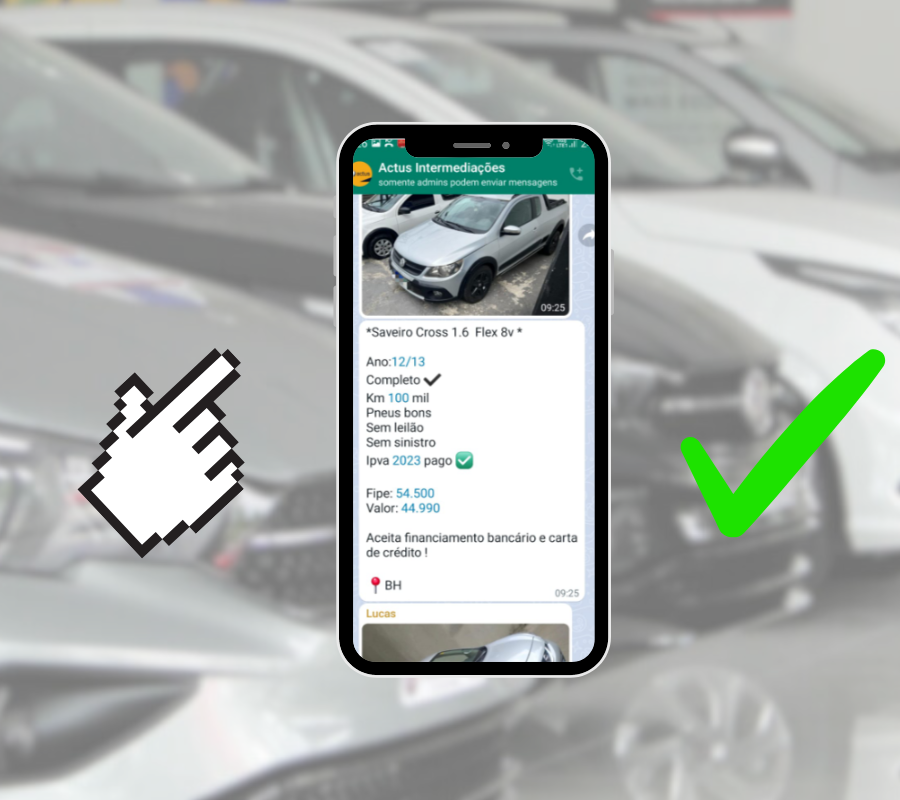 Actus Intermediações
somente admins podem enviar mensagens
09:25
*Saveiro Cross 1.6 Flex 8v *
Ano:12/13
Completo ✔
Km 100 mil
Pneus bons
Sem leilão
Sem sinistro
Ipva 2023 pago ✅
Fipe: 54.500
Valor: 44.990
Aceita financiamento bancário e carta
de crédito !
📍BH
09:25
Lucas